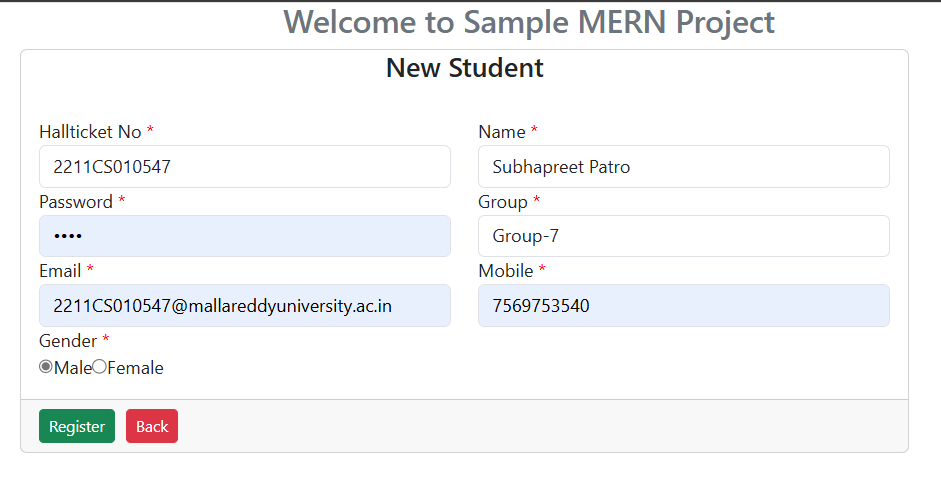 Welcome to Sample MERN Project
New Student
Hallticket No *
2211CS010547
Name *
Subhapreet Patro
Password *
••••
Group *
Group-7
Email *
2211CS010547@mallareddyuniversity.ac.in
Mobile *
7569753540
Gender *
Male Female
Register Back